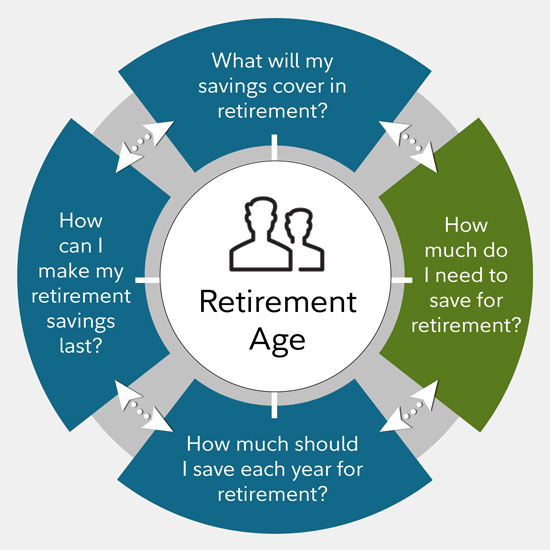 What will my
savings cover in
retirement?
How
much do
I need to
save for
retirement?
How much should
I save each year for
retirement?
How
can I
make my
retirement
savings
last?
Retirement
Age